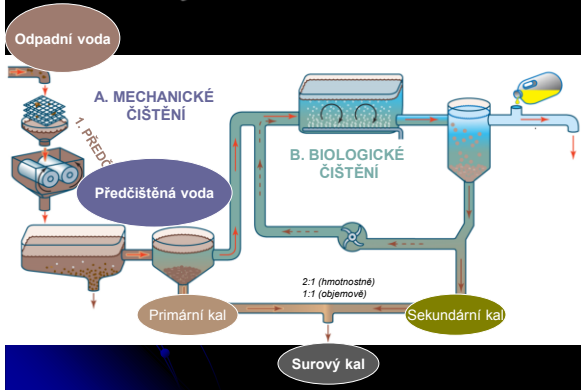 Odpadní voda
A. MECHANICKÉ
ČIŠTĚNÍ
1. PŘEDČ
Předčištěná voda
B. BIOLOGICKÉ
ČIŠTĚNÍ
2:1 (hmotnostně)
1:1 (objemově)
Primární kal
Sekundární kal
Surový kal